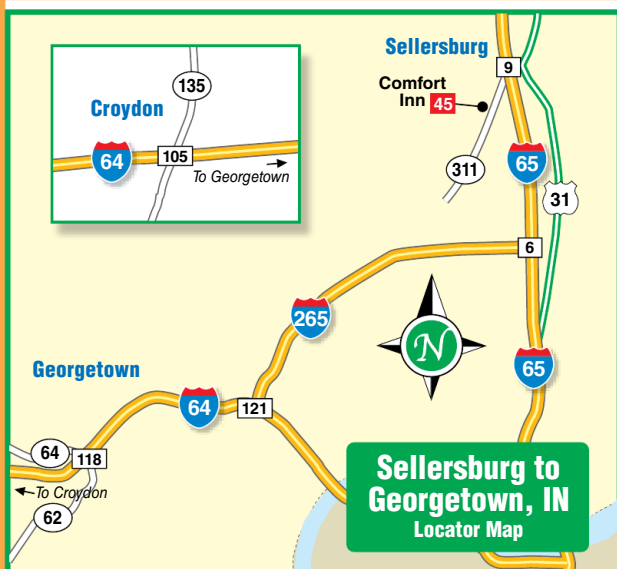 Croydon
135
64
105
To Georgetown
Sellersburg
9
Comfort
Inn 45
311
65
31
6
265
N
65
Georgetown
64
121
64
118
To Croydon
62
Sellersburg to
Georgetown, IN
Locator Map